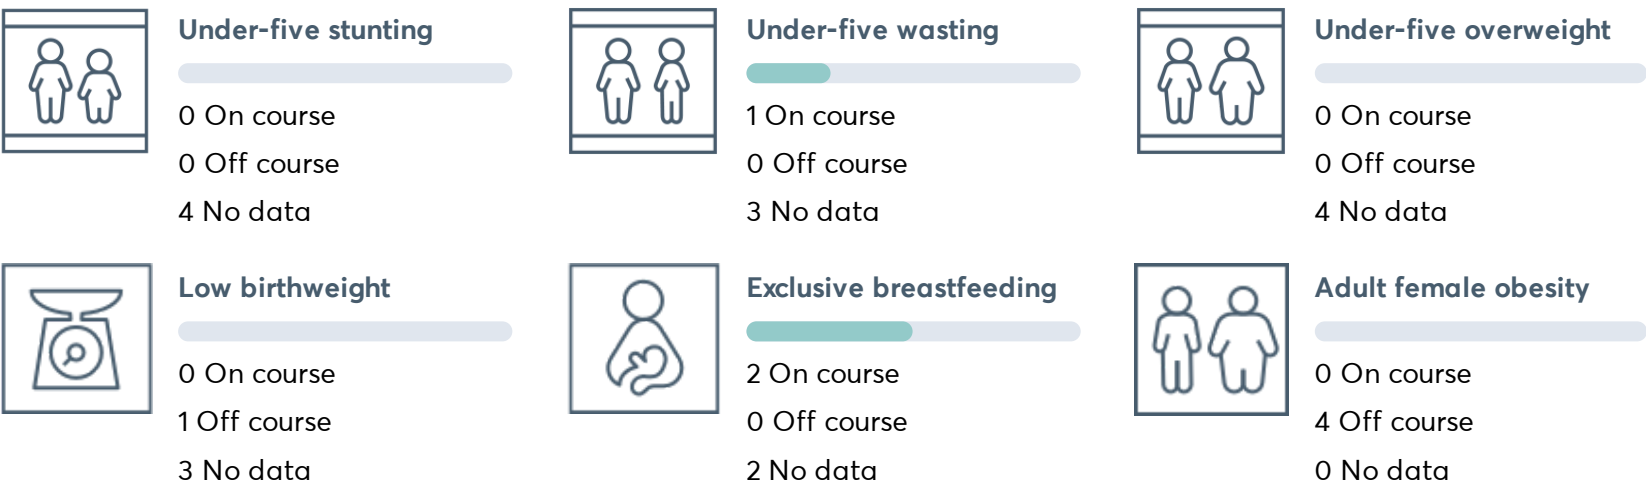 Under-five stunting
0 On course
0 Off course
4 No data
Under-five wasting
1 On course
0 Off course
3 No data
Under-five overweight
0 On course
0 Off course
4 No data
Low birthweight
0 On course
1 Off course
3 No data
Exclusive breastfeeding
2 On course
0 Off course
2 No data
Adult female obesity
0 On course
4 Off course
0 No data